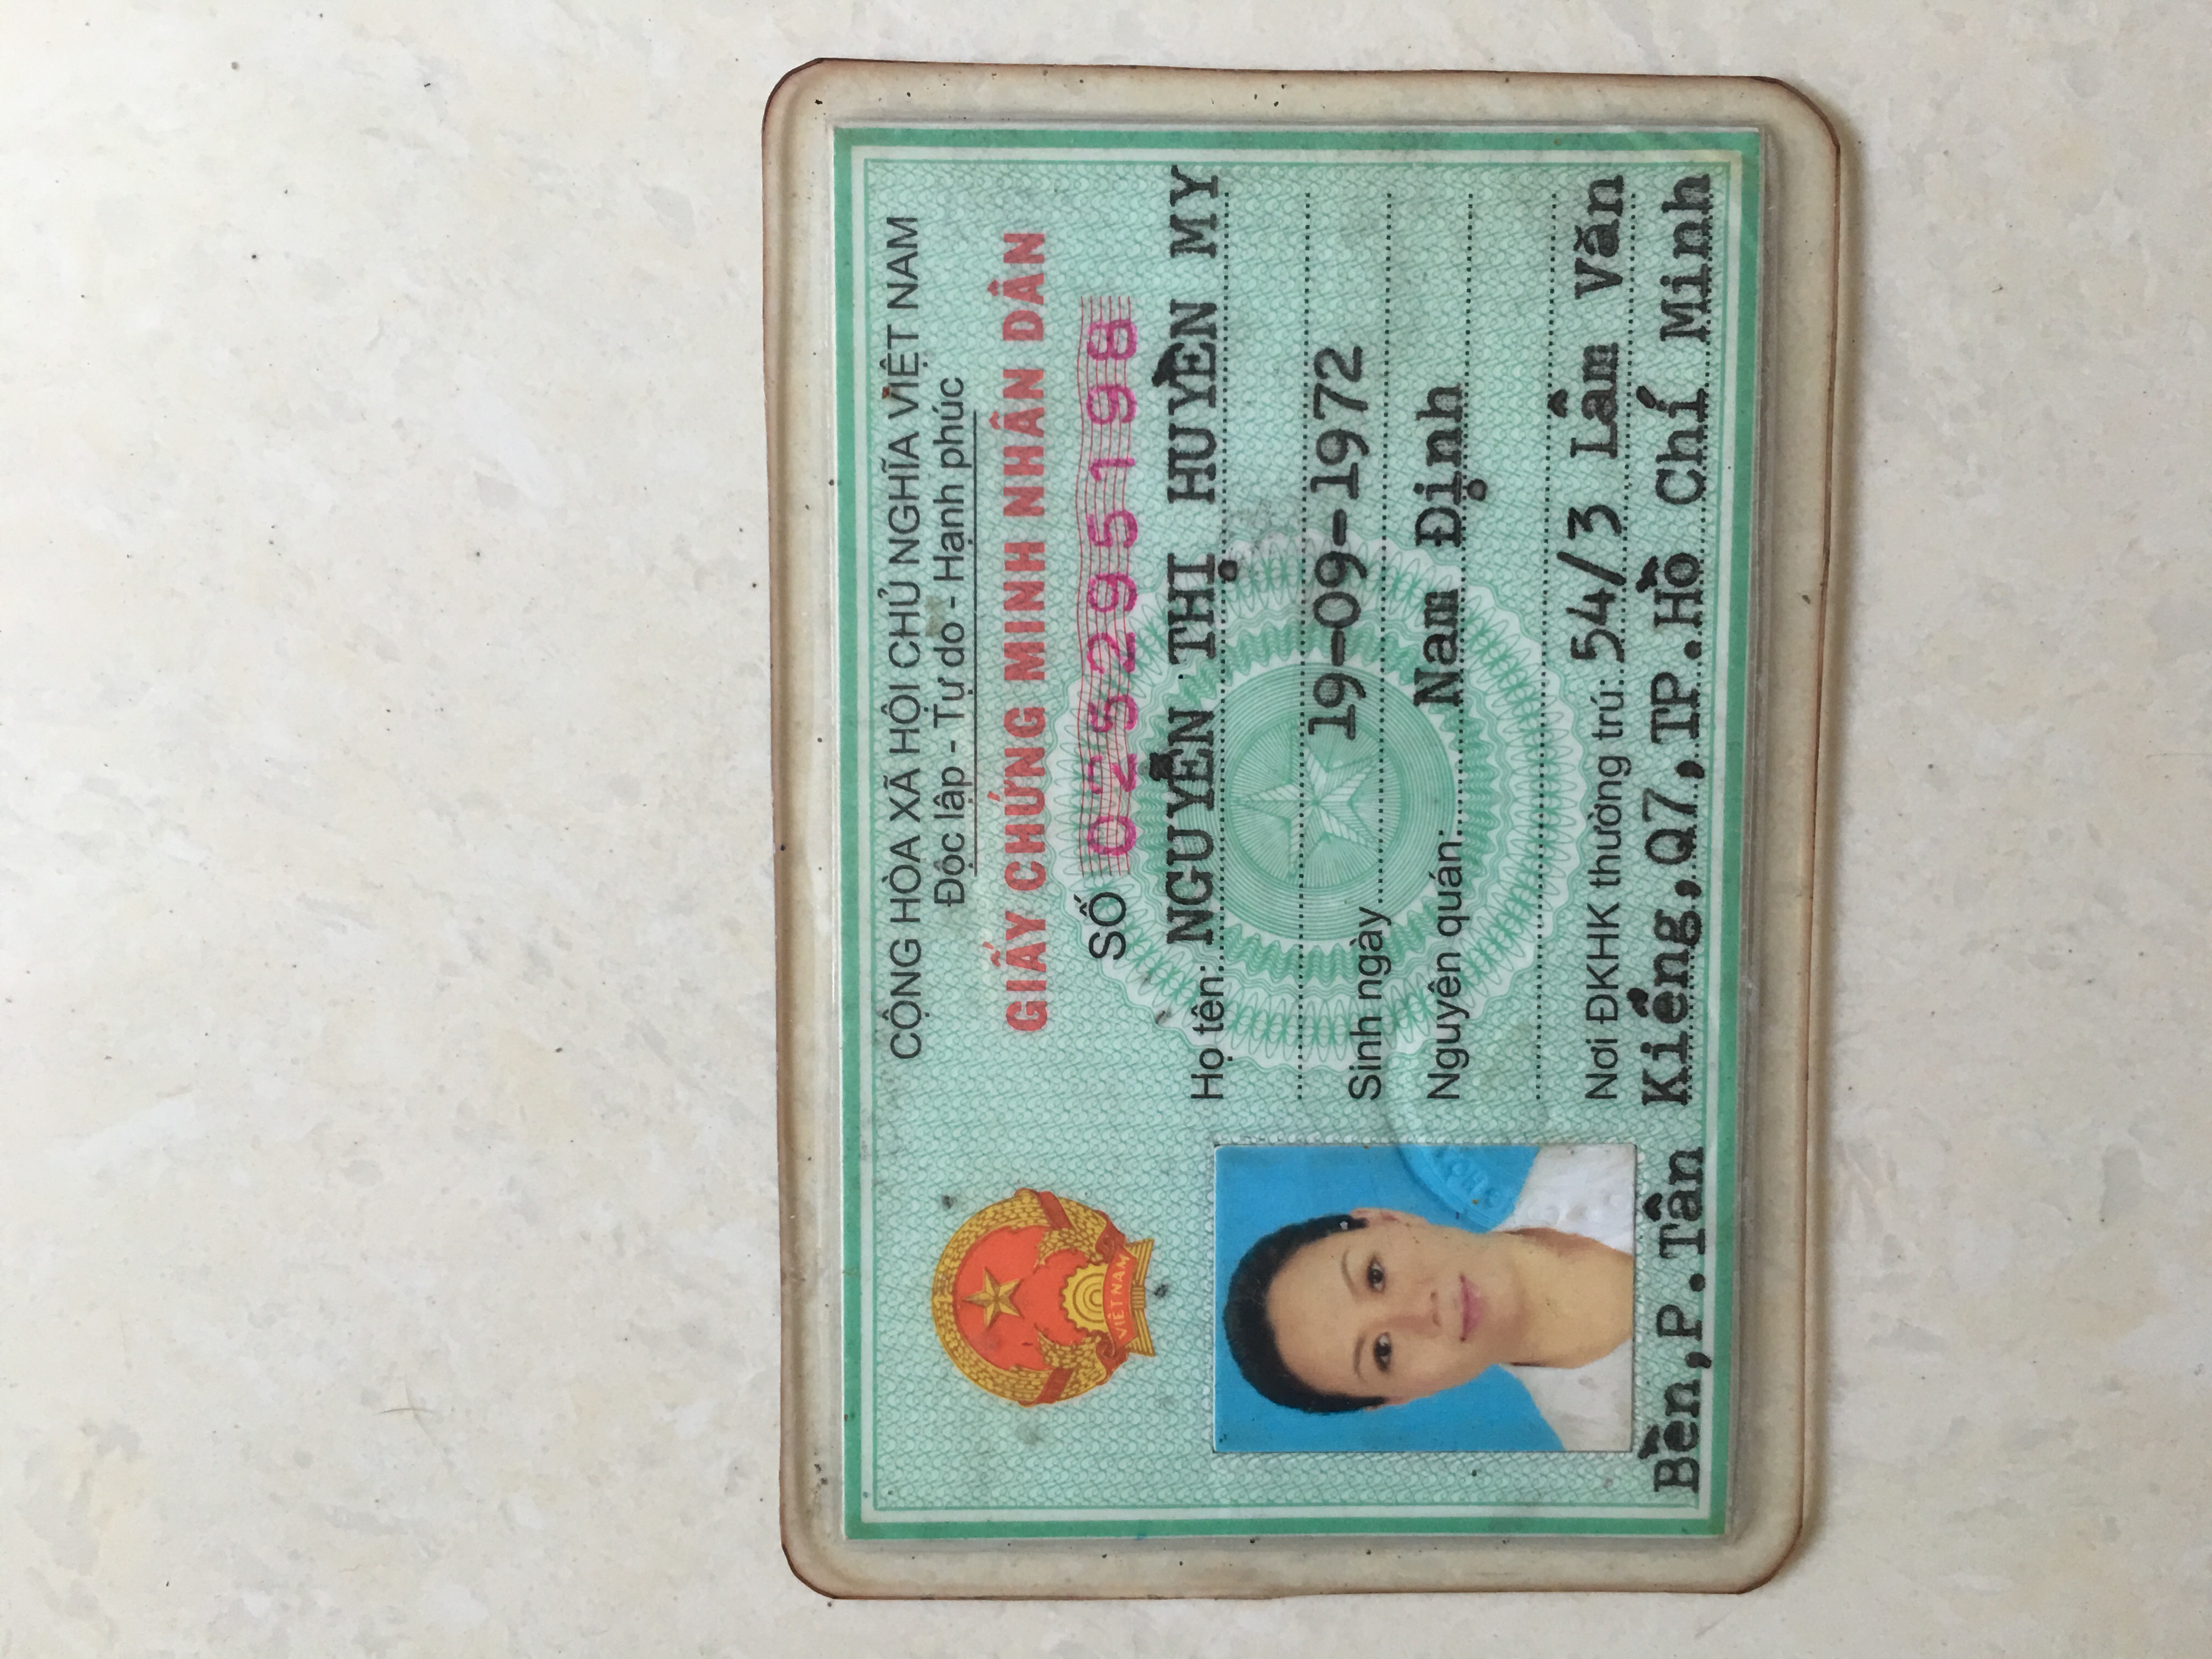 CỘNG HÒA XÃ HỘI CHỦ NGHĨA VIỆT NAM
Độc lập - Tự do - Hạnh phúc
GIẤY CHỨNG MINH NHÂN DÂN
SỐ 025295198
VIỆT NAM
Họ tên: NGUYỄN THỊ HUYỀN MY
Sinh ngày 19-09-1972
Nguyên quán: Nam Định
Nơi ĐKHK thường trú: 54/3 Lâm Văn
Bền,P.Tân Kiểng,Q7,TP.Hồ Chí Minh